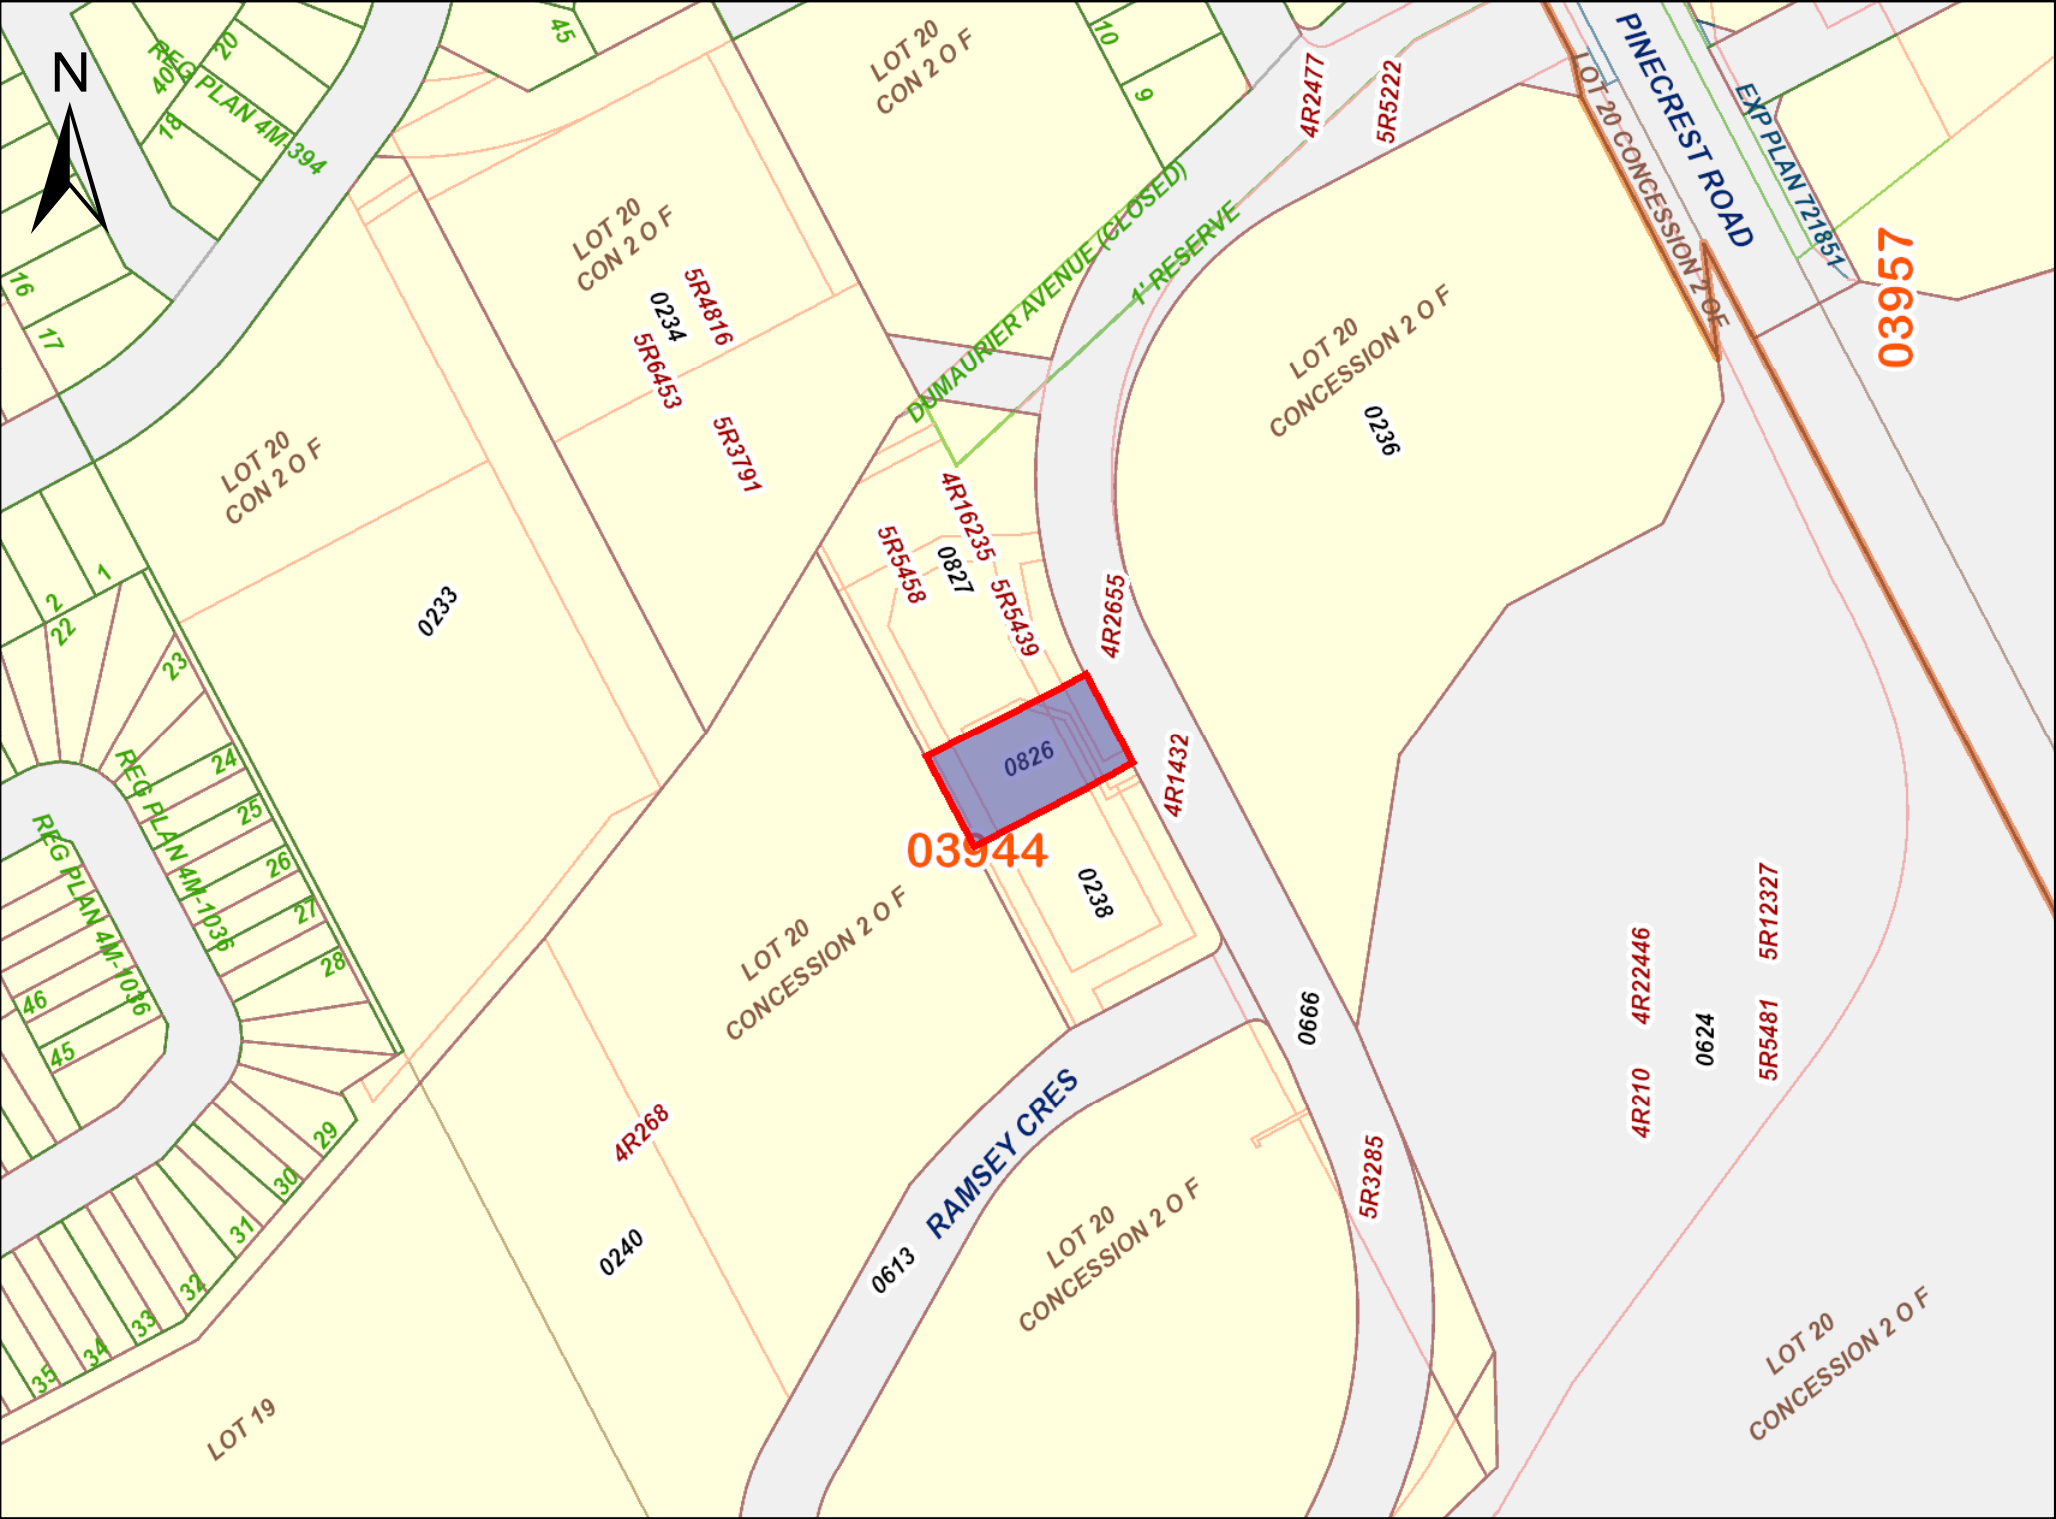 N
REG PLAN 4M-394
40
20
18
45
16
17
LOT 20
CON 2 O F
10
9
4R2477
5R5222
LOT 20 CONCESSION 2 OF
PINECREST ROAD
EXP PLAN 721851
03957
LOT 20
CON 2 O F
5R4816
0234
5R6453
5R3791
DUMAURIER AVENUE (CLOSED)
1' RESERVE
LOT 20
CONCESSION 2 O F
0236
LOT 20
CON 2 O F
0233
1
2
22
23
4R16235
5R5458
0827
5R5439
4R2655
0826
4R1432
03944
0238
24
25
26
27
28
REG PLAN 4M-1036
REG PLAN 4M-1036
46
45
LOT 20
CONCESSION 2 O F
0666
4R22446
5R12327
0624
5R5481
4R210
4R268
0240
RAMSEY CRES
0613
5R3285
LOT 20
CONCESSION 2 O F
29
30
31
32
33
34
35
LOT 19
LOT 20
CONCESSION 2 O F